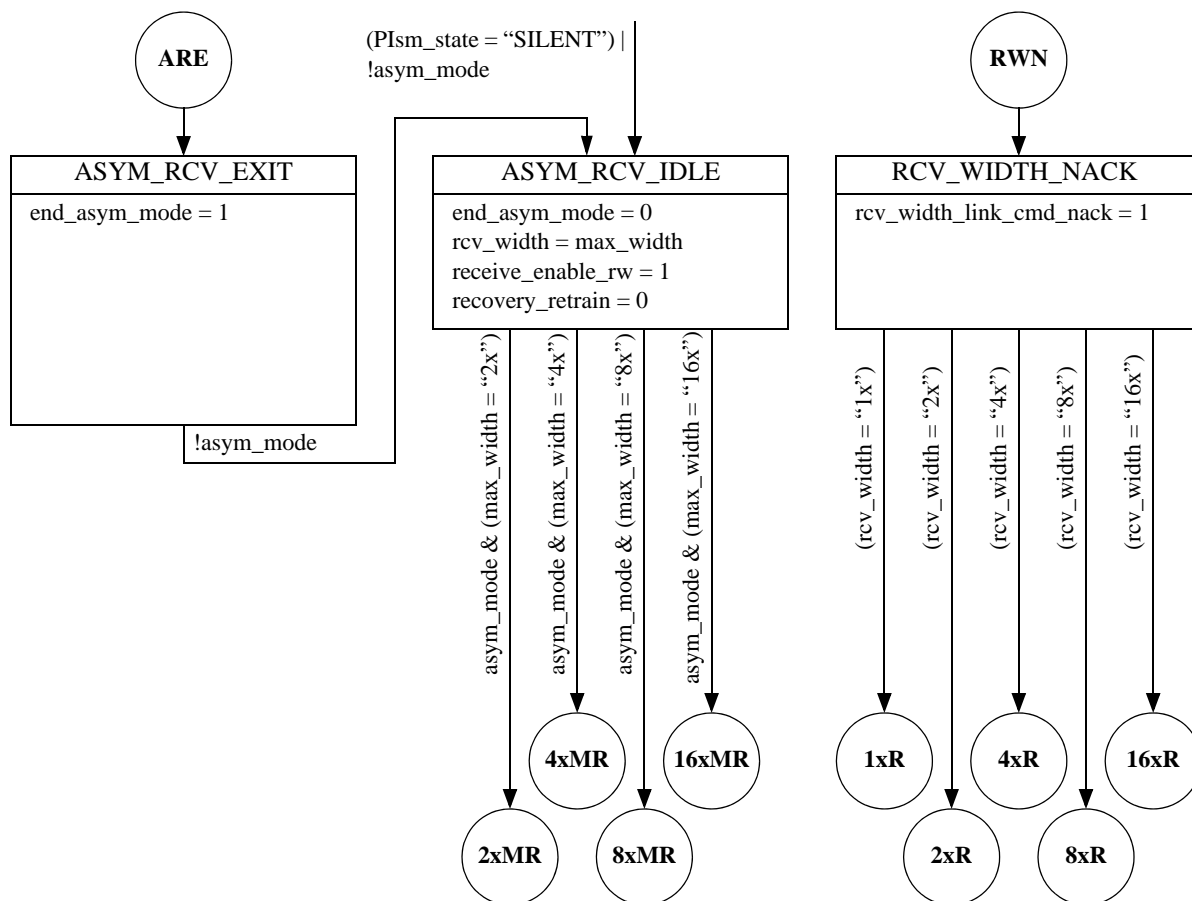 ARE
(PIsm_state = “SILENT”) |
!asym_mode
RWN
ASYM_RCV_EXIT
end_asym_mode = 1
!asym_mode
ASYM_RCV_IDLE
end_asym_mode = 0
rcv_width = max_width
receive_enable_rw = 1
recovery_retrain = 0
RCV_WIDTH_NACK
rcv_width_link_cmd_nack = 1
asym_mode & (max_width = “2x”)
asym_mode & (max_width = “4x”)
asym_mode & (max_width = “8x”)
asym_mode & (max_width = “16x”)
(rcv_width = “1x”)
(rcv_width = “2x”)
(rcv_width = “4x”)
(rcv_width = “8x”)
(rcv_width = “16x”)
4xMR
16xMR
2xMR
8xMR
1xR
4xR
16xR
2xR
8xR